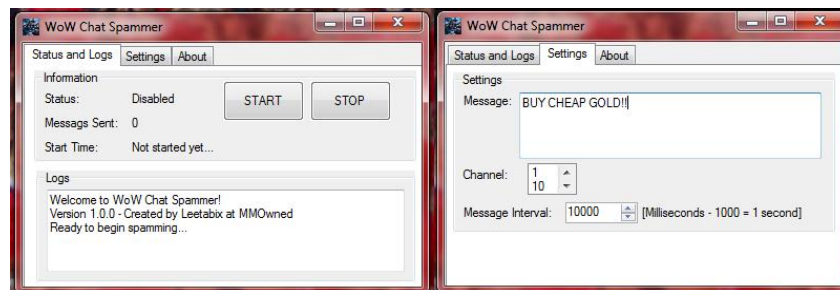 WoW Chat Spammer
Status and Logs Settings About
Information
Status: Disabled
START STOP
Messags Sent: 0
Start Time: Not started yet...
Logs
Welcome to WoW Chat Spammer!
Version 1.0.0 - Created by Leetabix at MMOwned
Ready to begin spamming...
WoW Chat Spammer
Status and Logs Settings About
Settings
Message: BUY CHEAP GOLD!!
Channel: 1
10
Message Interval: 10000 [Milliseconds - 1000 = 1 second]